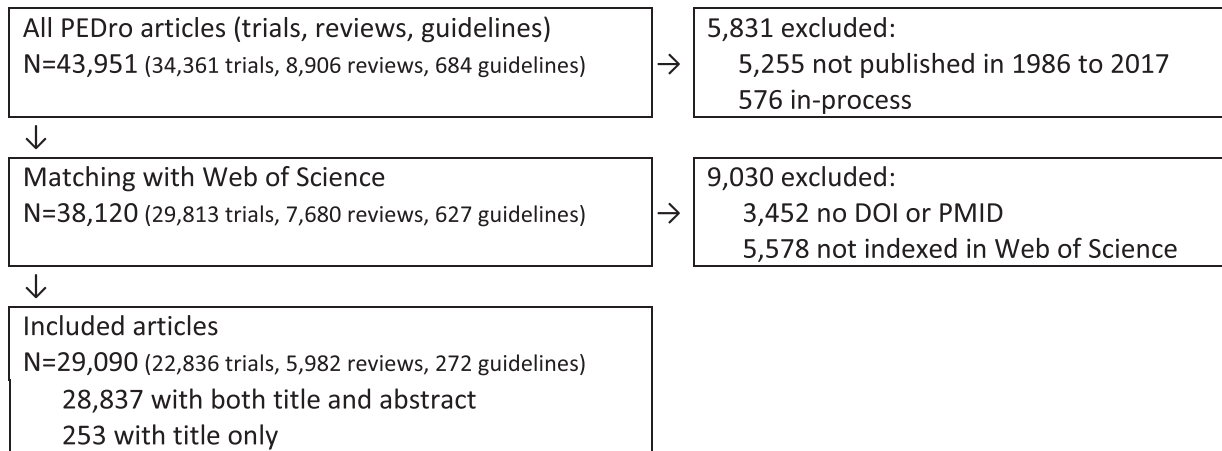 All PEDro articles (trials, reviews, guidelines)
N=43,951 (34,361 trials, 8,906 reviews, 684 guidelines)
5,831 excluded:
5,255 not published in 1986 to 2017
576 in-process
Matching with Web of Science
N=38,120 (29,813 trials, 7,680 reviews, 627 guidelines)
9,030 excluded:
3,452 no DOI or PMID
5,578 not indexed in Web of Science
Included articles
N=29,090 (22,836 trials, 5,982 reviews, 272 guidelines)
28,837 with both title and abstract
253 with title only